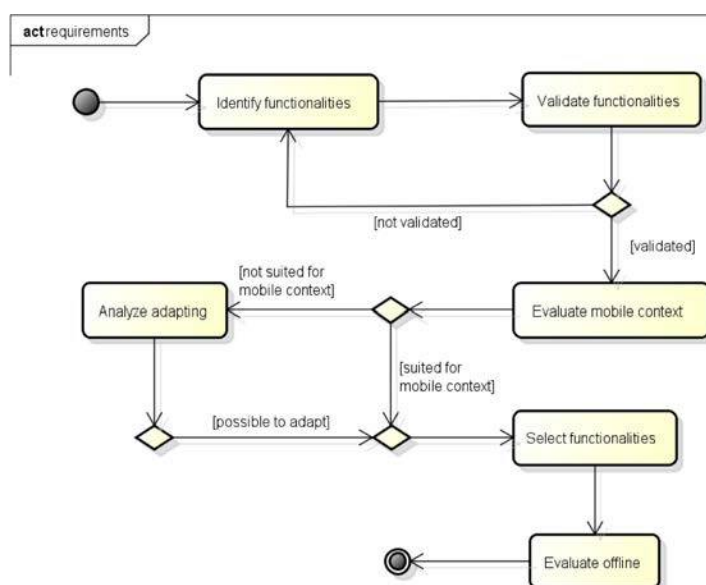 act requirements
Identify functionalities
Validate functionalities
[not validated]
[validated]
[not suited for
mobile context]
Analyze adapting
Evaluate mobile context
[suited for
mobile context]
[possible to adapt]
Select functionalities
Evaluate offline